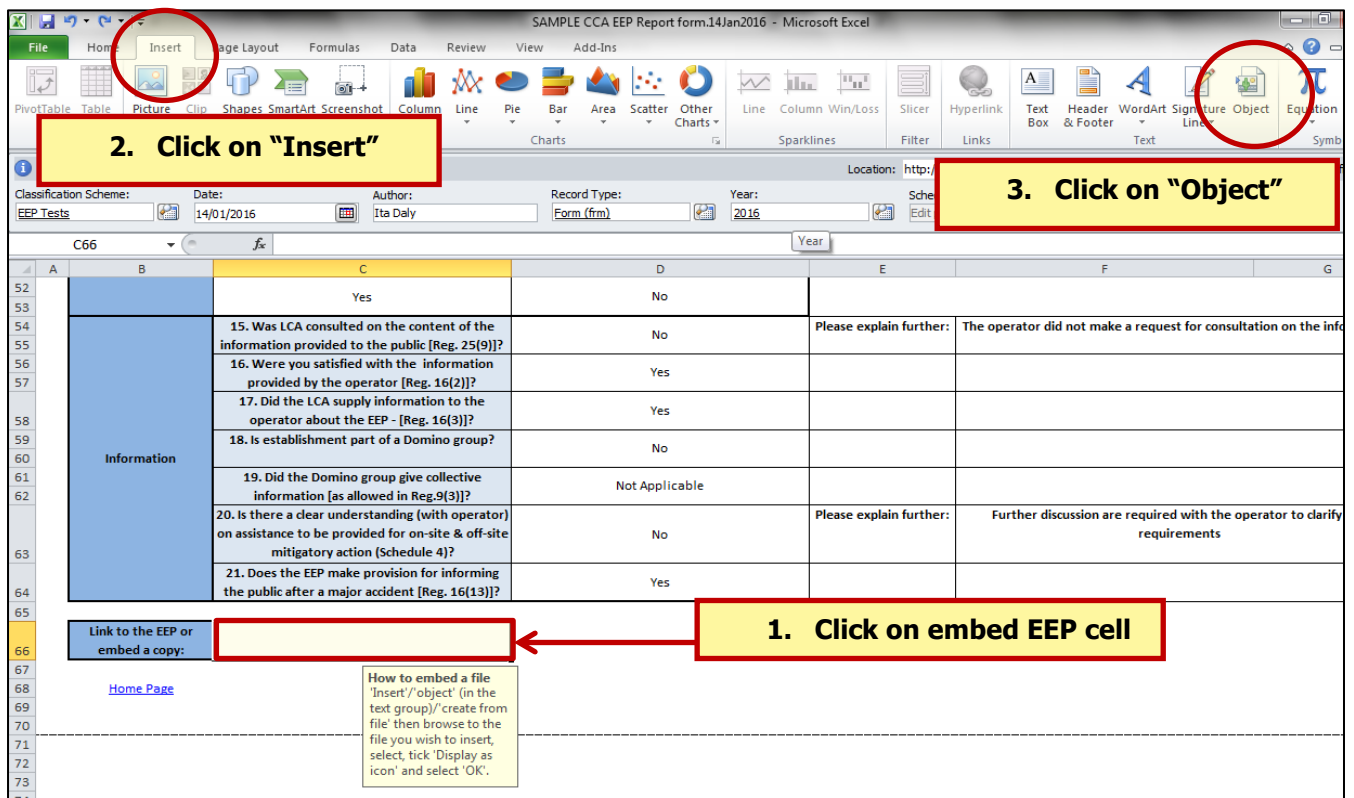 SAMPLE CCA EEP Report form.14Jan2016 - Microsoft Excel
File Insert Page Layout Formulas Data Review View Add-Ins
PivotTable Table Picture Clip Shapes SmartArt Screenshot Column Line Pie Bar Area Scatter Other Charts Line Column Win/Loss Slicer Hyperlink Text Box Header & Footer WordArt Signature Line Object Equation
Charts Sparklines Filter Links Text
2. Click on “Insert”
3. Click on “Object”
Location: http:/
Classification Scheme: Date: Author: Record Type: Year:
EEP Tests 14/01/2016 Ita Daly Form (frm) 2016 Edit
C66 fx Year
A B C D E F G
52 Yes No
53
54 15. Was LCA consulted on the content of the No Please explain further: The operator did not make a request for consultation on the
55 information provided to the public [Reg. 25(9)]?
56 16. Were you satisfied with the information Yes
57 provided by the operator [Reg. 16(2)]?
17. Did the LCA supply information to the Yes
58 operator about the EEP - [Reg. 16(3)]?
59 18. Is establishment part of a Domino group? No
60 Information
61 19. Did the Domino group give collective Not Applicable
62 information [as allowed in Reg.9(3)]?
20. Is there a clear understanding (with operator) Please explain further: Further discussion are required with the operator to clarify
on assistance to be provided for on-site & off-site No requirements
63 mitigatory action (Schedule 4)?
21. Does the EEP make provision for informing Yes
64 the public after a major accident [Reg. 16(13)]?
65
Link to the EEP or
66 embed a copy:
1. Click on embed EEP cell
67
68 Home Page
69
70
71
72
73
How to embed a file
'Insert'/'object' (in the
text group)/'create from
file' then browse to the
file you wish to insert,
select, tick 'Display as
icon' and select 'OK'.